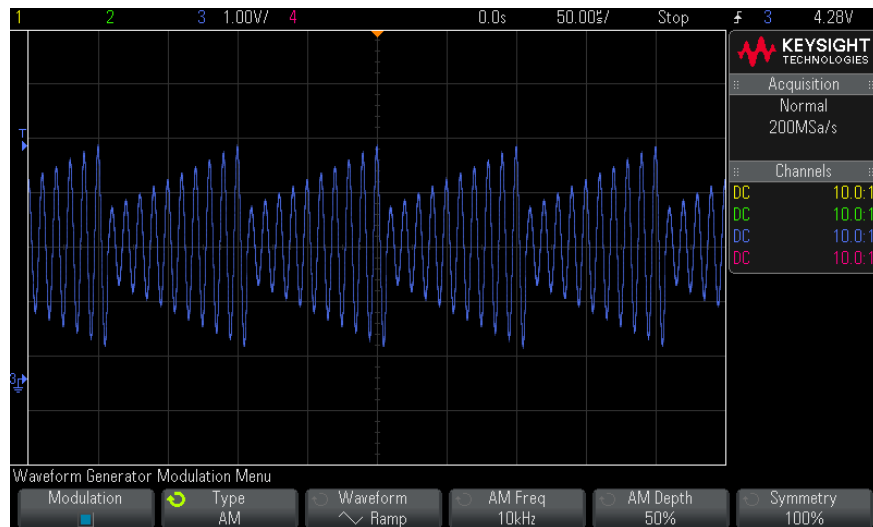 1 2 3 1.00V/ 4 0.0s 50.00µs/ Stop 3 4.28V
KEYSIGHT
TECHNOLOGIES
Acquisition
Normal
200MSa/s
Channels
DC 10.0:1
DC 10.0:1
DC 10.0:1
DC 10.0:1
T
3
Waveform Generator Modulation Menu
Modulation Type Waveform AM Freq AM Depth Symmetry
AM Ramp 10kHz 50% 100%